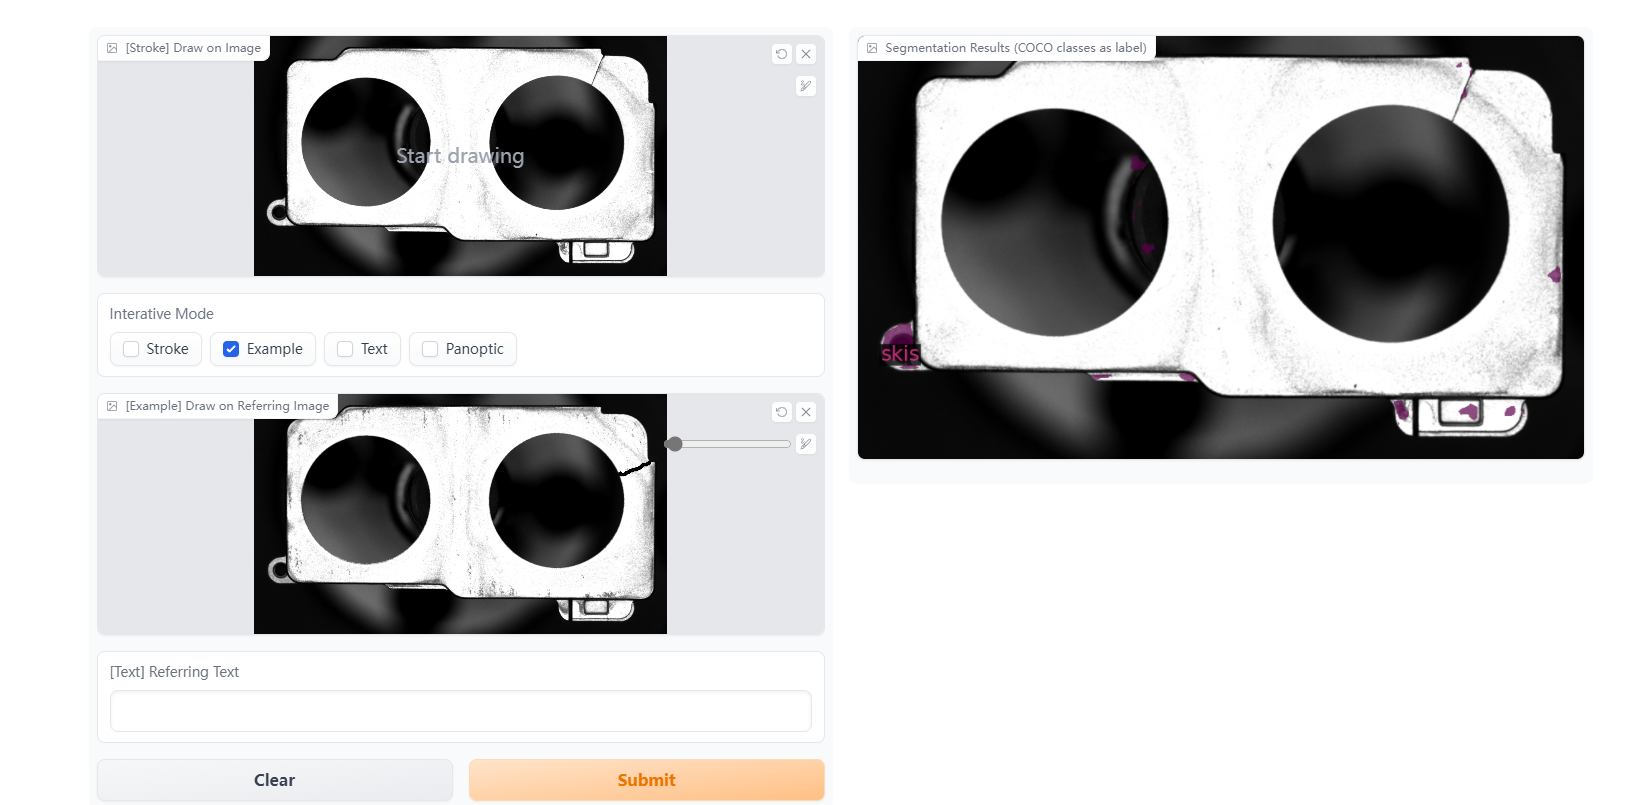 [Stroke] Draw on Image
Start drawing
Interative Mode
Stroke
Example
Text
Panoptic
[Example] Draw on Referring Image
[Text] Referring Text
Clear
Submit
Segmentation Results (COCO classes as label)
skis